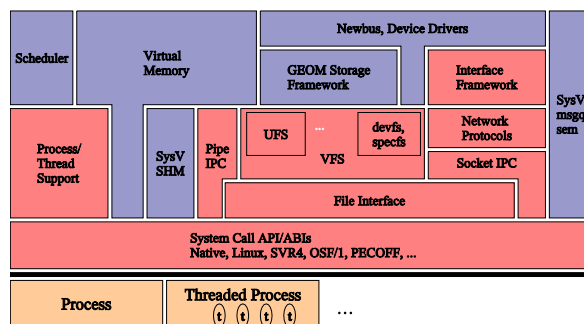 Newbus, Device Drivers
Scheduler
Virtual
Memory
GEOM Storage
Framework
Interface
Framework
SysV
msgq
sem
Process/
Thread
Support
SysV
SHM
Pipe
IPC
UFS
...
devfs,
specfs
VFS
Network
Protocols
Socket IPC
File Interface
System Call API/ABIs
Native, Linux, SVR4, OSF/1, PECOFF, ...
Process
Threaded Process
t t t t
...